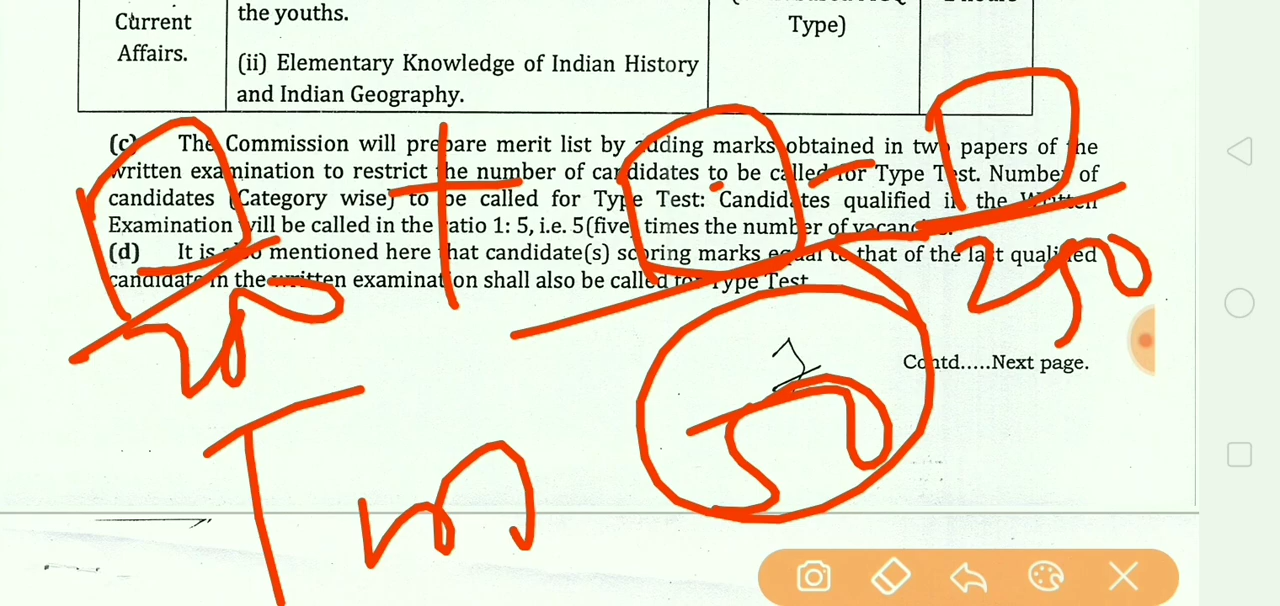 Current
Affairs.
the youths.
(ii) Elementary Knowledge of Indian History
and Indian Geography.
Type)
(c) The Commission will prepare merit list by adding marks obtained in two papers of the
written examination to restrict the number of candidates to be called for Type Test. Number of
candidates (Category wise) to be called for Type Test: Candidates qualified in the Written
Examination will be called in the ratio 1: 5, i.e. 5(five) times the number of vacancies.
(d) It is also mentioned here that candidate(s) scoring marks equal to that of the last qualified
candidate in the written examination shall also be called for Type Test
Contd.....Next page.
200
+
=
250
50
T